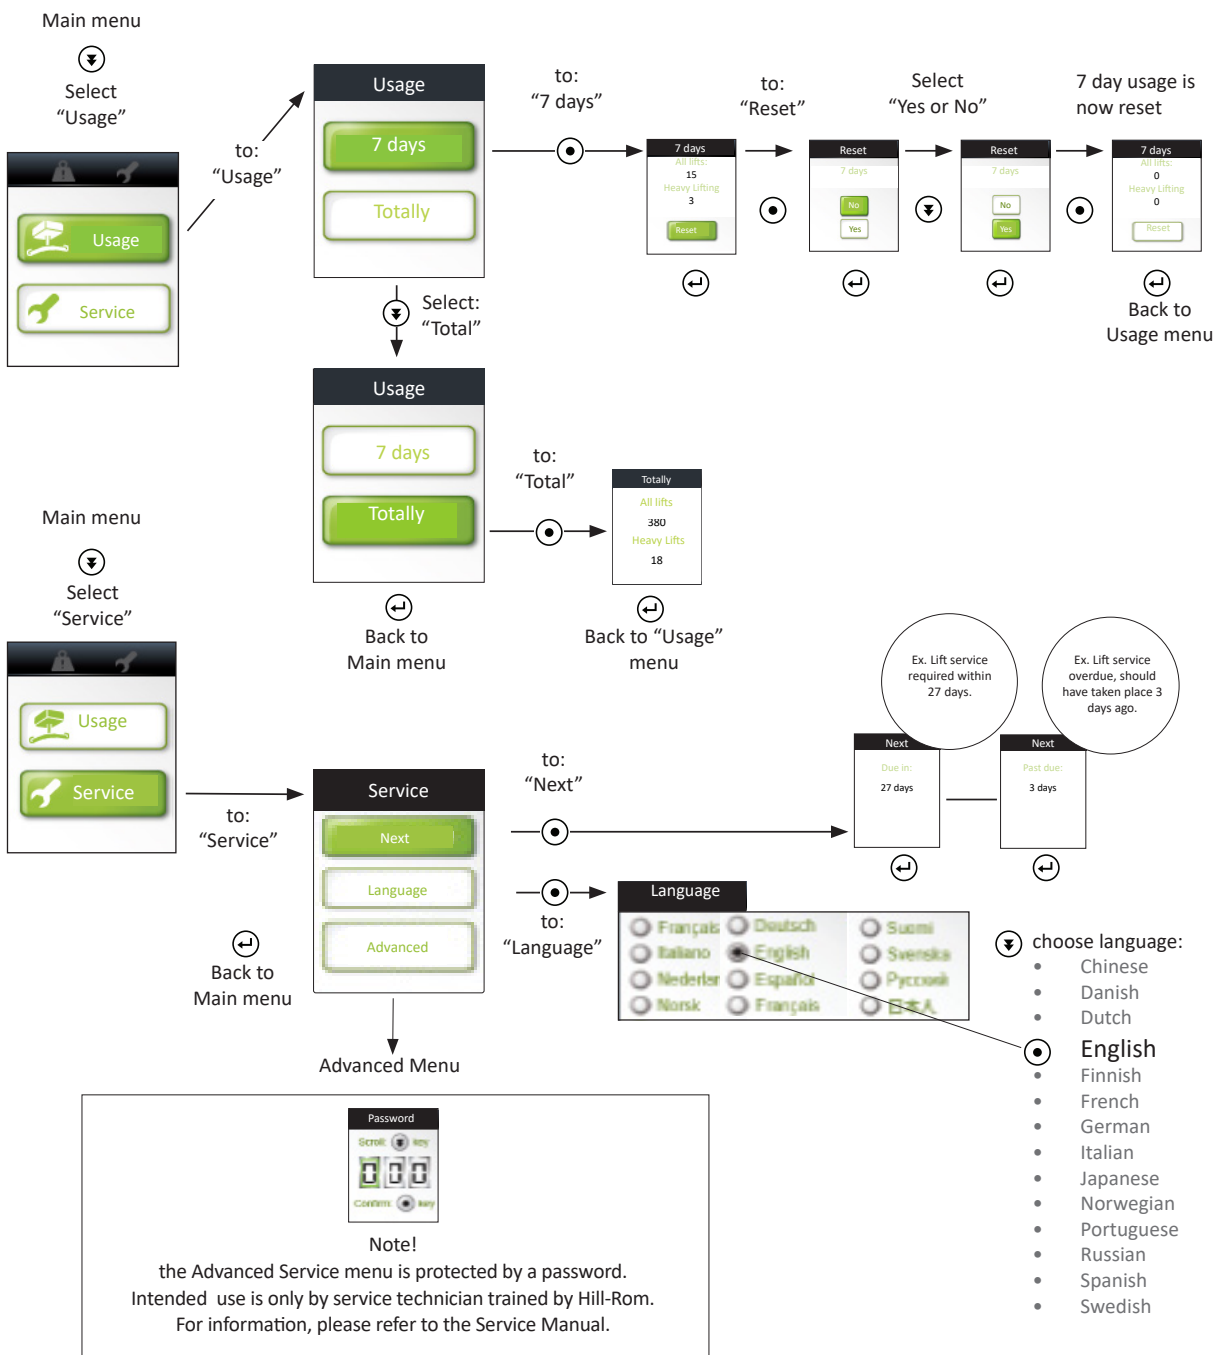 Main menu
Select
“Usage”
Usage
Service
to:
“Usage”
Usage
7 days
Totally
to:
“7 days”
7 days
All lifts:
15
Heavy Lifting
3
Reset
to:
“Reset”
Reset
7 days
No
Yes
Select
“Yes or No”
Reset
7 days
No
Yes
7 day usage is
now reset
7 days
All lifts:
0
Heavy Lifting
0
Reset
Back to
Usage menu
Select:
“Total”
Usage
7 days
Totally
Back to
Main menu
to:
“Total”
Totally
All lifts
380
Heavy Lifts
18
Back to “Usage”
menu
Main menu
Select
“Service”
Usage
Service
to:
“Service”
Service
Next
Language
Advanced
Back to
Main menu
to:
“Next”
Ex. Lift service
required within
27 days.
Next
Due in:
27 days
Ex. Lift service
overdue, should
have taken place 3
days ago.
Next
Past due:
3 days
to:
“Language”
Language
Français Deutsch Suomi
Italiano English Svenska
Nederlan Español Русский
Norsk Français 日本人
choose language:
• Chinese
• Danish
• Dutch
English
• Finnish
• French
• German
• Italian
• Japanese
• Norwegian
• Portuguese
• Russian
• Spanish
• Swedish
Advanced Menu
Password
Scroll: key
000
Confirm: key
Note!
the Advanced Service menu is protected by a password.
Intended use is only by service technician trained by Hill-Rom.
For information, please refer to the Service Manual.